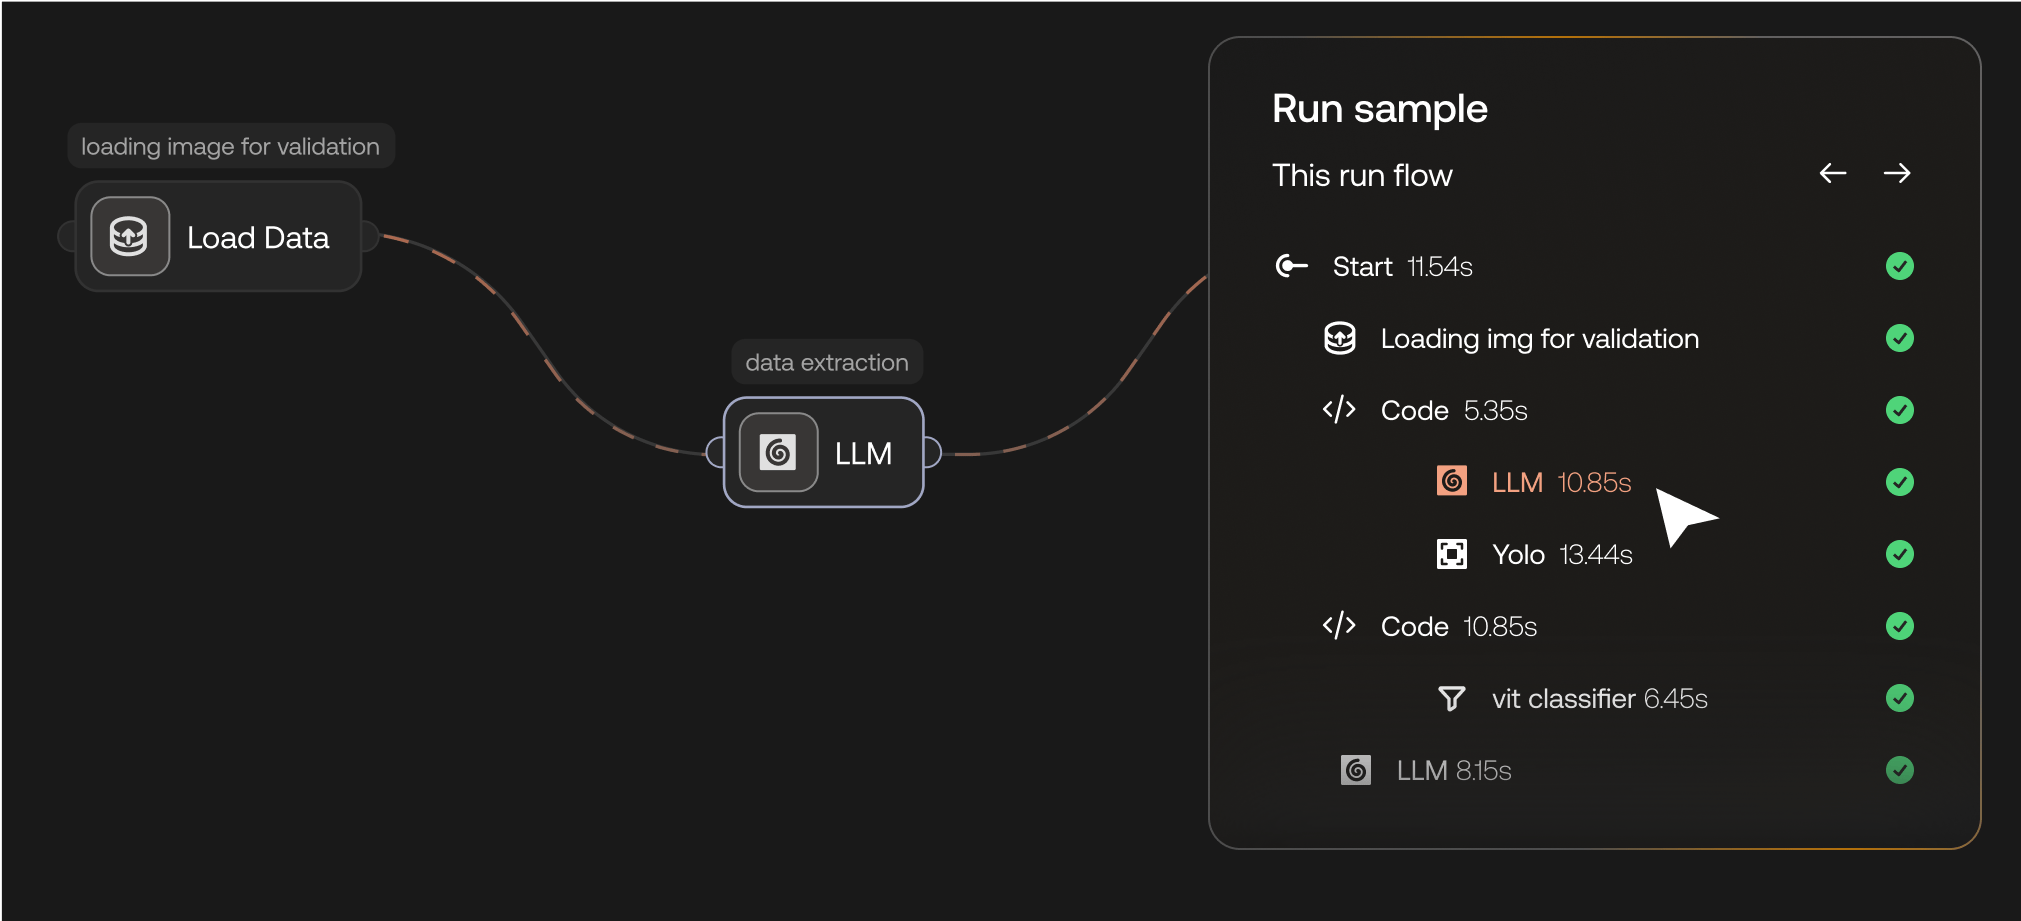 loading image for validation
Load Data
data extraction
LLM
Run sample
This run flow
Start 11.54s
Loading img for validation
Code 5.35s
LLM 10.85s
Yolo 13.44s
Code 10.85s
vit classifier 6.45s
LLM 8.15s